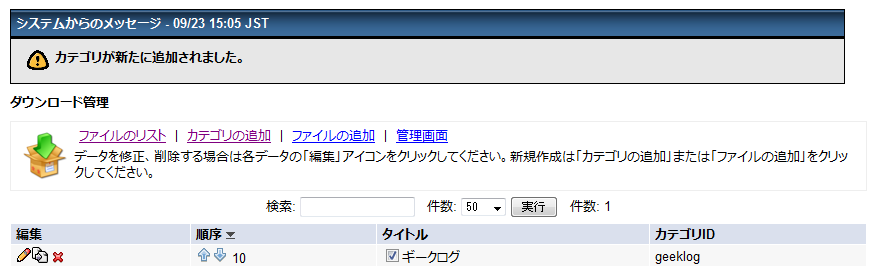 システムからのメッセージ - 09/23 15:05 JST
カテゴリが新たに追加されました。
ダウンロード管理
ファイルのリスト | カテゴリの追加 | ファイルの追加 | 管理画面
データを修正、削除する場合は各データの「編集」アイコンをクリックしてください。新規作成は「カテゴリの追加」または「ファイルの追加」をクリッ
クしてください。
検索: 件数: 50 実行 件数: 1
編集 順序 タイトル カテゴリID
10 ギークログ geeklog